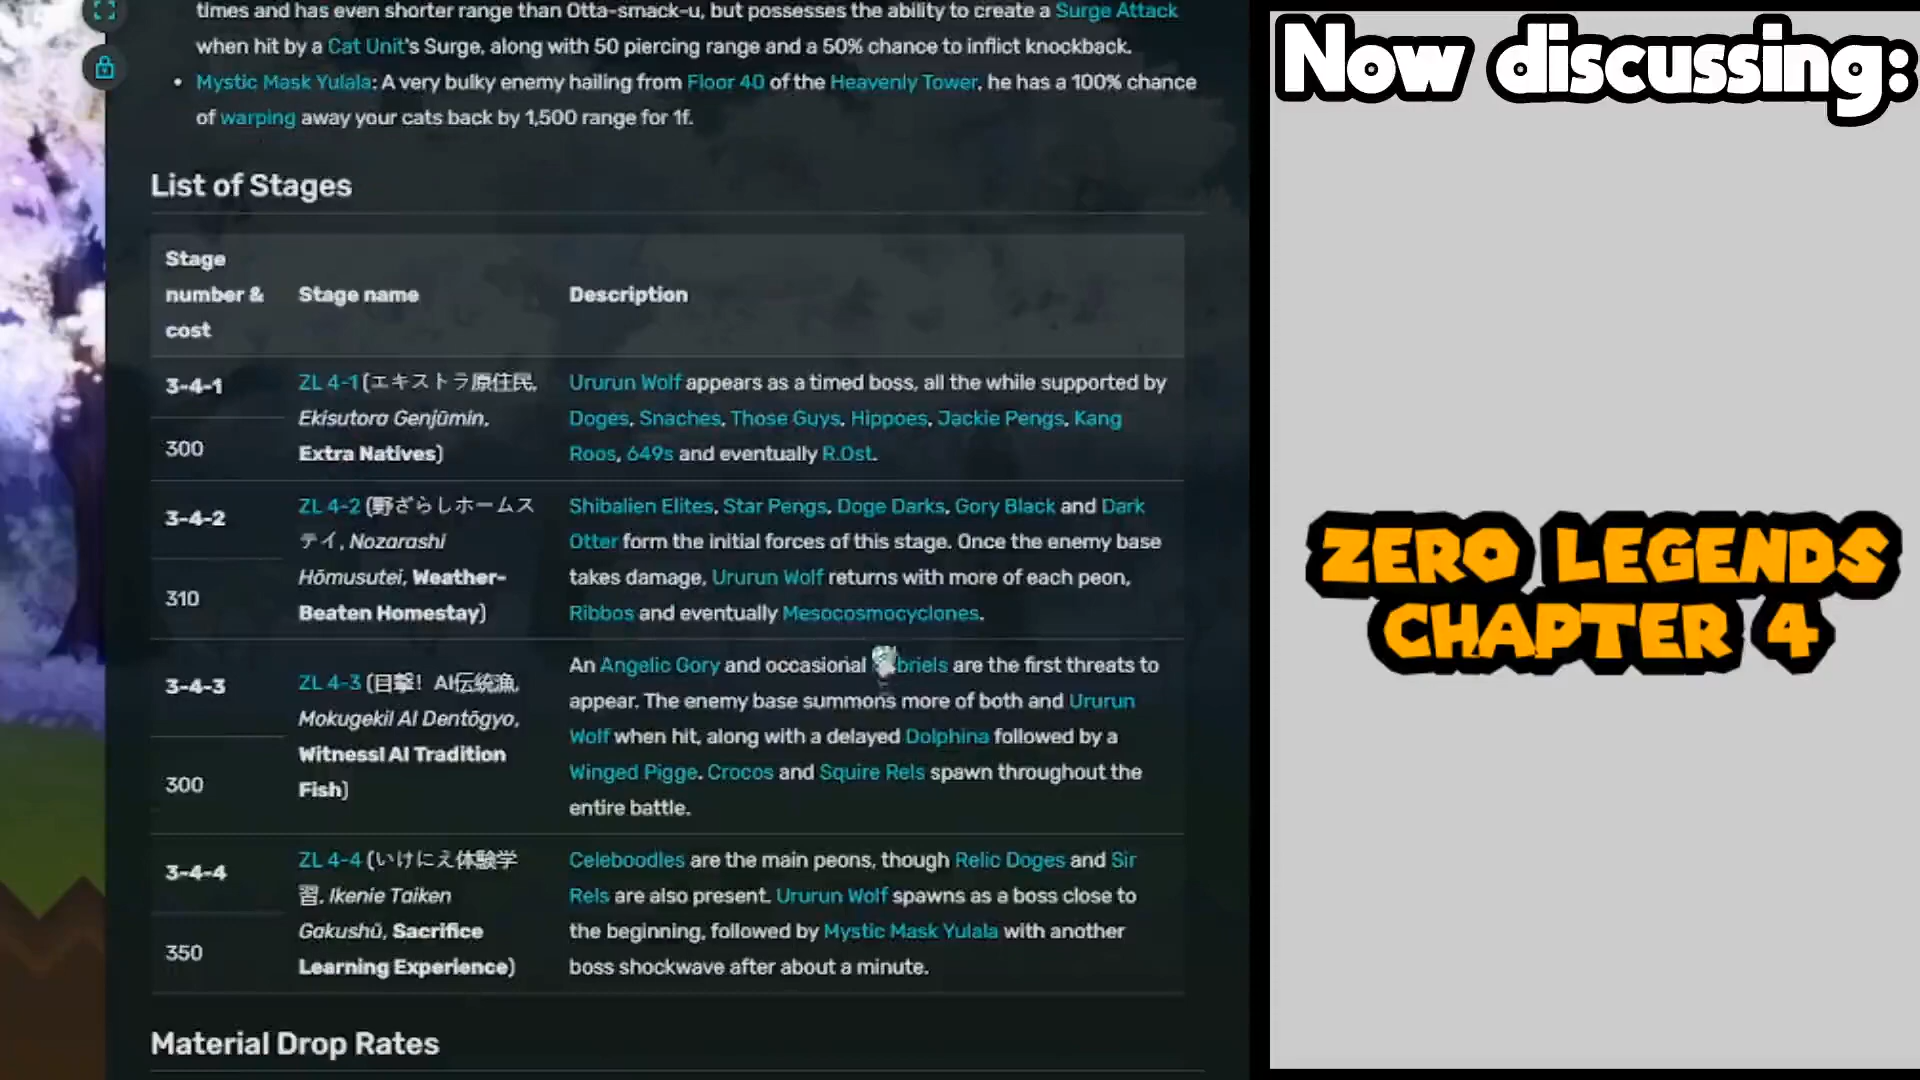 times and has even shorter range than Otta-smack-u, but possesses the ability to create a Surge Attack
when hit by a Cat Unit's Surge, along with 50 piercing range and a 50% chance to inflict knockback.
• Mystic Mask Yulala: A very bulky enemy hailing from Floor 40 of the Heavenly Tower, he has a 100% chance
of warping away your cats back by 1,500 range for 1f.
List of Stages
Stage
number &
cost
Stage name
Description
3-4-1
300
ZL 4-1 (エキストラ原住民,
Ekisutora Genjūmin,
Extra Natives)
Ururun Wolf appears as a timed boss, all the while supported by
Doges, Snaches, Those Guys, Hippoes, Jackie Pengs, Kang
Roos, 649s and eventually R.Ost.
3-4-2
310
ZL 4-2 (野ざらしホームス
テイ, Nozarashi
Hōmusutei, Weather-
Beaten Homestay)
Shibalien Elites, Star Pengs, Doge Darks, Gory Black and Dark
Otter form the initial forces of this stage. Once the enemy base
takes damage, Ururun Wolf returns with more of each peon,
Ribbos and eventually Mesocosmocyclones.
3-4-3
300
ZL 4-3 (目撃！AI伝統漁,
Mokugeki! AI Dentōgyo,
Witness! AI Tradition
Fish)
An Angelic Gory and occasional briels are the first threats to
appear. The enemy base summons more of both and Ururun
Wolf when hit, along with a delayed Dolphina followed by a
Winged Pigge. Crocos and Squire Rels spawn throughout the
entire battle.
3-4-4
350
ZL 4-4 (いけにえ体験学
習, Ikenie Taiken
Gakushū, Sacrifice
Learning Experience)
Celeboodles are the main peons, though Relic Doges and Sir
Rels are also present. Ururun Wolf spawns as a boss close to
the beginning, followed by Mystic Mask Yulala with another
boss shockwave after about a minute.
Material Drop Rates
Now discussing:
ZERO LEGENDS
CHAPTER 4